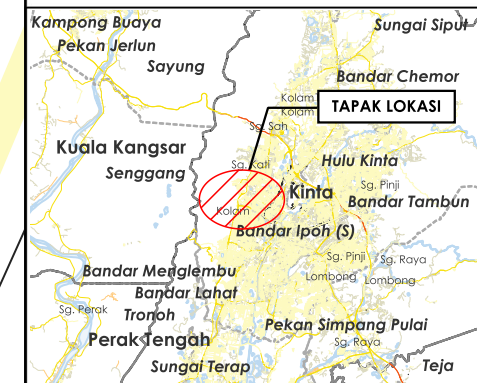 Kampong Buaya
Sungai Siput
Pekan Jerlun
Sayung
Bandar Chemor
Kolam
TAPAK LOKASI
Kolam
Sg. Sah
Kuala Kangsar
Hulu Kinta
Senggang
Sg. Kati
Sg. Pinji
Kinta
Bandar Tambun
Kolam
Bandar Ipoh (S)
Sg. Pinji
Sg. Raya
Bandar Menglembu
Lombong
Lombong
Bandar Lahat
Sg. Perak
Tronoh
Pekan Simpang Pulai
Perak Tengah
Sg. Raya
Sungai Terap
Teja